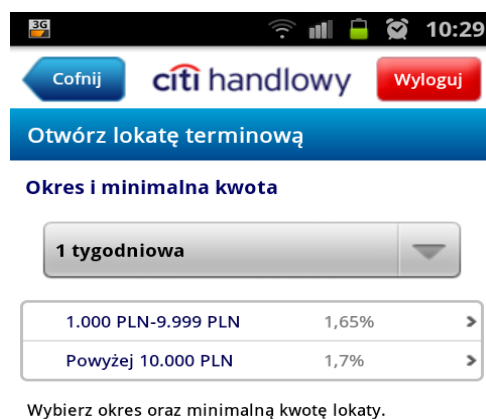 3G 10:29
Cofnij citi handlowy Wyloguj
Otwórz lokatę terminową
Okres i minimalna kwota
1 tygodniowa
1.000 PLN-9.999 PLN 1,65%
Powyżej 10.000 PLN 1,7%
Wybierz okres oraz minimalną kwotę lokaty.